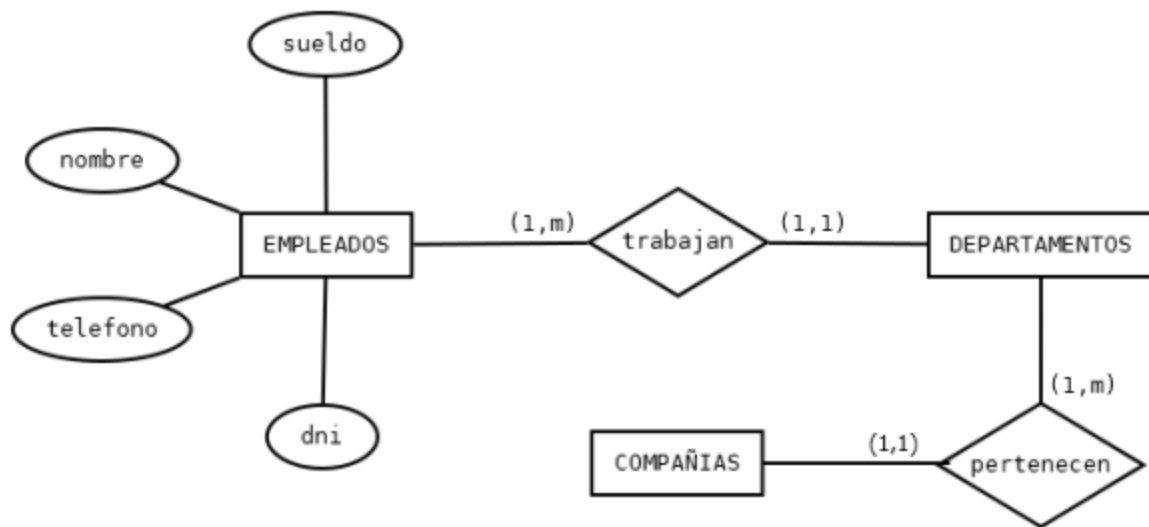 sueldo
nombre
(1,m)
trabajan
(1,1)
EMPLEADOS
DEPARTAMENTOS
telefono
(1,m)
dni
(1,1)
COMPAÑIAS
pertenecen